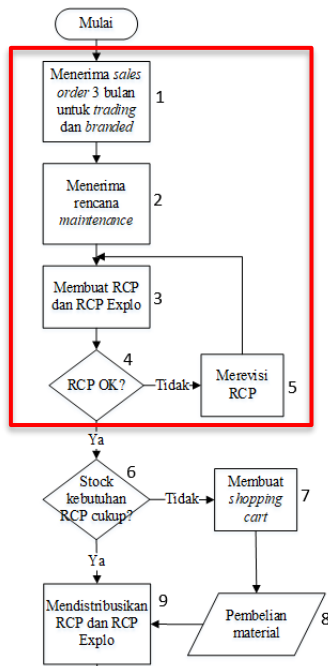 Mulai
Menerima sales
order 3 bulan
untuk trading
dan branded
1
Menerima
rencana
maintenance
2
Membuat RCP
dan RCP Explo
3
4
RCP OK?
Tidak
Merevisi
RCP
5
Ya
6
Stock
kebutuhan
RCP cukup?
Tidak
Membuat
shopping
cart
7
Ya
Mendistribusikan
RCP dan RCP
Explo
9
Pembelian
material
8